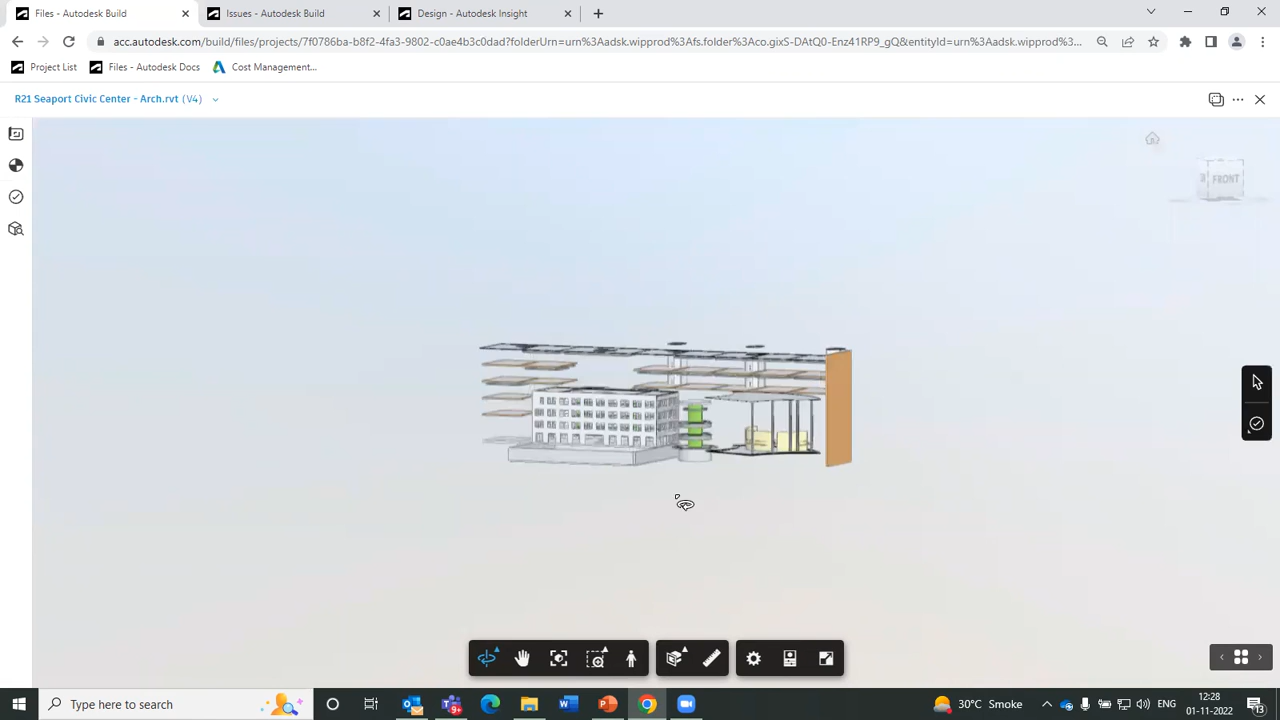 Files - Autodesk Build
Issues - Autodesk Build
Design - Autodesk Insight
acc.autodesk.com/build/files/projects/7f0786ba-b8f2-4fa3-9802-c0ae4b3c0dad?folderUrn=urn%3Aadsk.wipprod%3Afs.folder%3Aco.gixS-DAtQ0-Enz41RP9_gQ&entityId=urn%3Aadsk.wipprod%3...
Project List
Files - Autodesk Docs
Cost Management...
R21 Seaport Civic Center - Arch.rvt (V4)
FRONT
Type here to search
30°C Smoke
ENG
12:28
01-11-2022
13